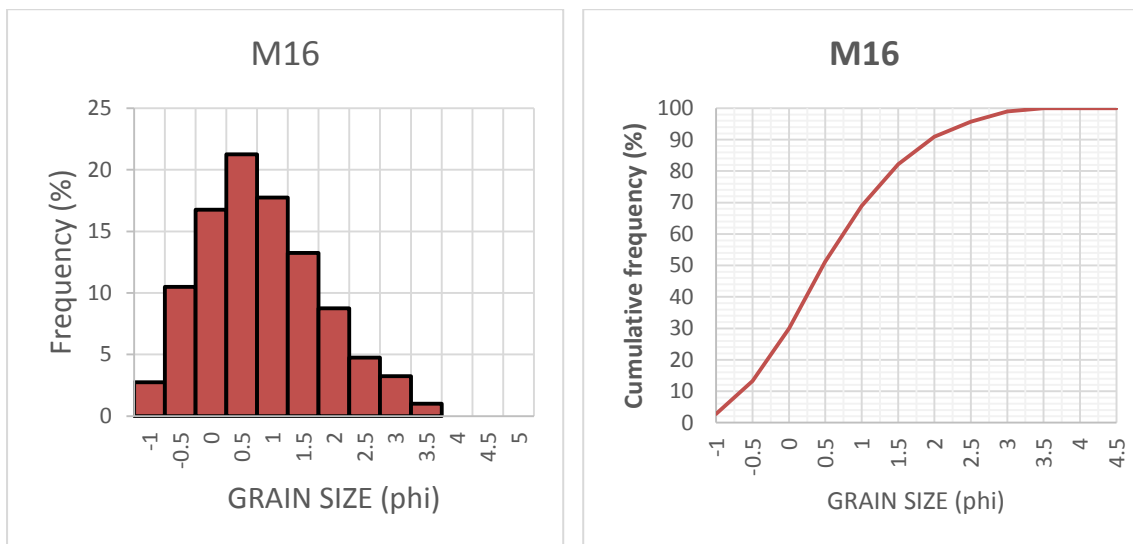 M16
Frequency (%)
25
20
15
10
5
0
-1 -0.5 0 0.5 1 1.5 2 2.5 3 3.5 4 4.5 5
GRAIN SIZE (phi)
M16
Cumulative frequency (%)
100
90
80
70
60
50
40
30
20
10
0
-1 -0.5 0 0.5 1 1.5 2 2.5 3 3.5 4 4.5
GRAIN SIZE (phi)